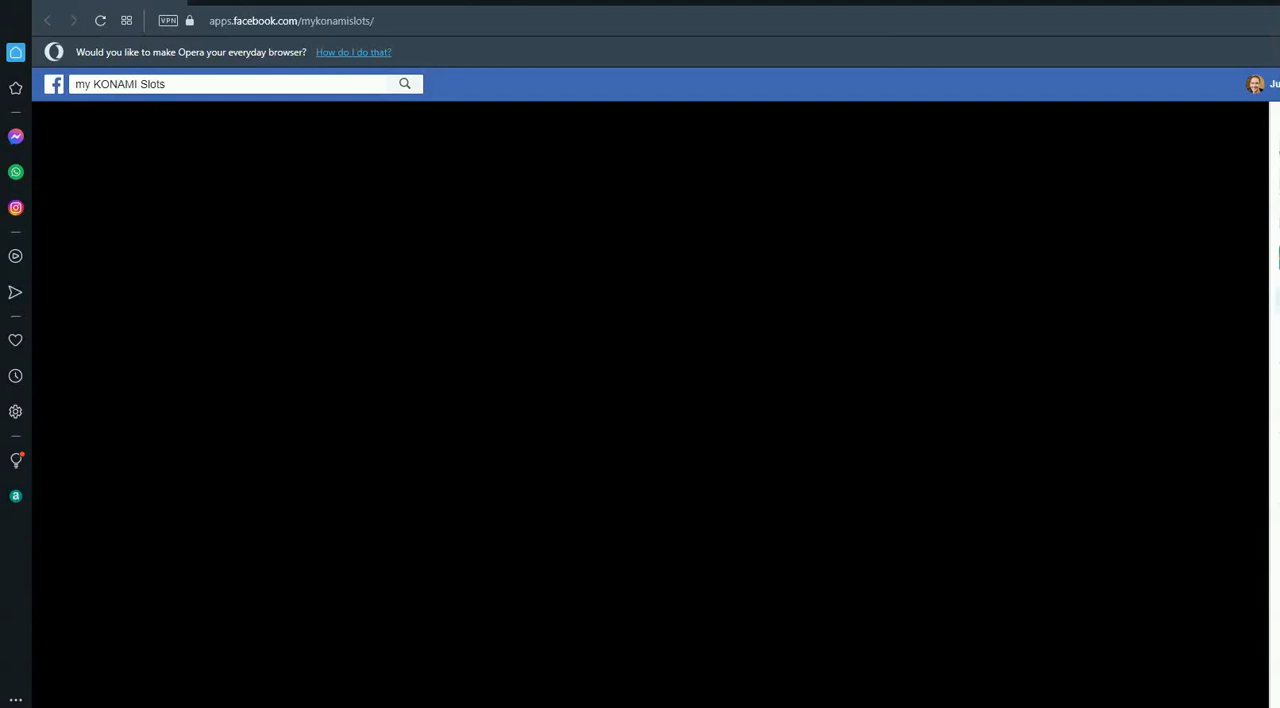 VPN apps.facebook.com/mykonamislots/
Would you like to make Opera your everyday browser? How do I do that?
my KONAMI Slots
Ju